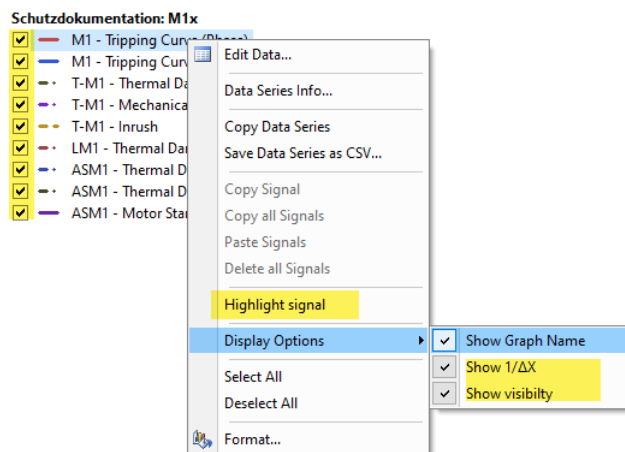 Schutzdokumentation: M1x
M1 - Tripping Curve (Phase)
M1 - Tripping
T-M1 - Thermal
T-M1 - Mechanica
T-M1 - Inrush
LM1 - Thermal
ASM1 - Thermal D
ASM1 - Thermal D
ASM1 - Motor Star
Edit Data...
Data Series Info...
Copy Data Series
Save Data Series as CSV...
Copy Signal
Copy all Signals
Paste Signals
Delete all Signals
Highlight signal
Display Options
Select All
Deselect All
Format...
Show Graph Name
Show 1/ΔX
Show visibilty